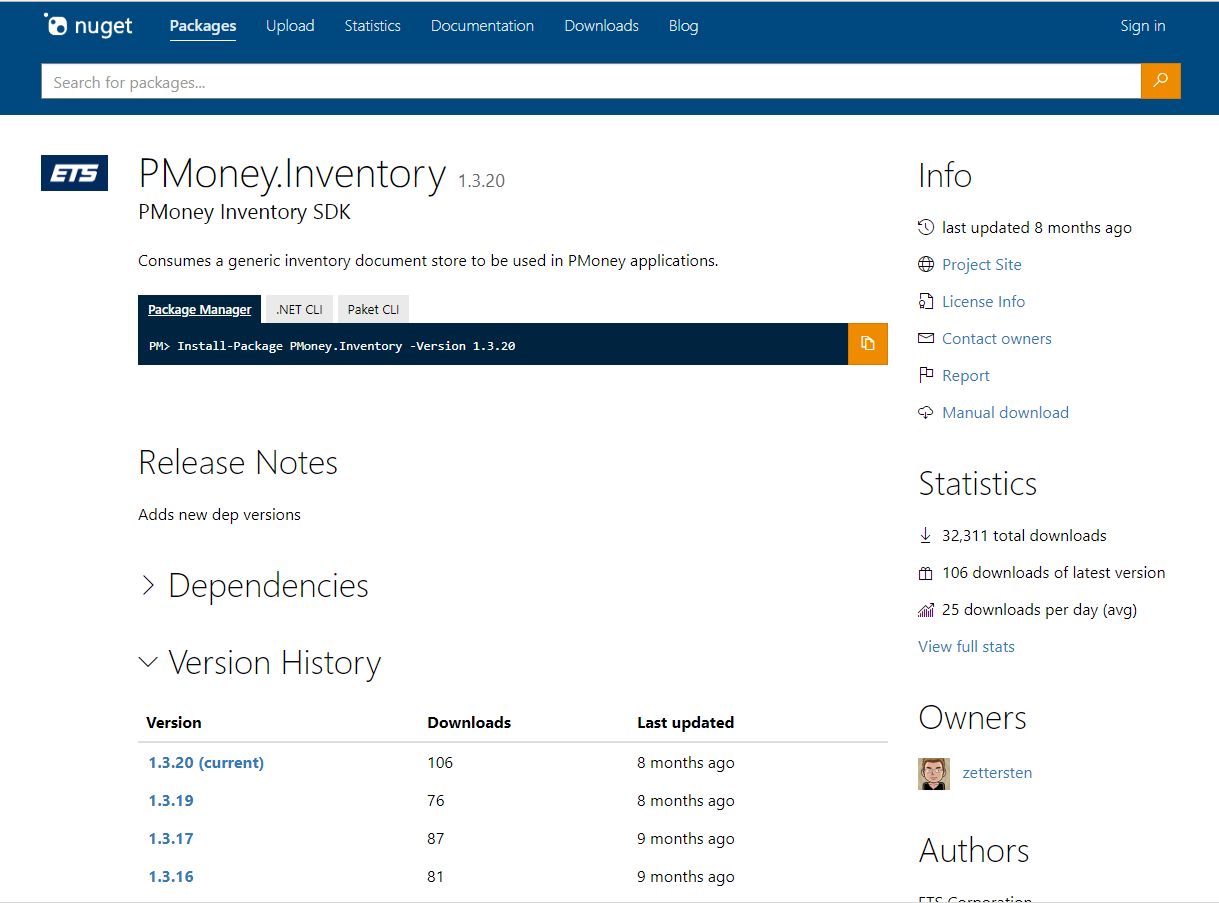 nuget Packages Upload Statistics Documentation Downloads Blog Sign in
Search for packages...
ETS
PMoney.Inventory 1.3.20
PMoney Inventory SDK
Consumes a generic inventory document store to be used in PMoney applications.
Package Manager .NET CLI Paket CLI
PM> Install-Package PMoney.Inventory -Version 1.3.20
Release Notes
Adds new dep versions
Dependencies
Version History
Version Downloads Last updated
1.3.20 (current) 106 8 months ago
1.3.19 76 8 months ago
1.3.17 87 9 months ago
1.3.16 81 9 months ago
Info
last updated 8 months ago
Project Site
License Info
Contact owners
Report
Manual download
Statistics
32,311 total downloads
106 downloads of latest version
25 downloads per day (avg)
View full stats
Owners
zettersten
Authors
ETS Corporation